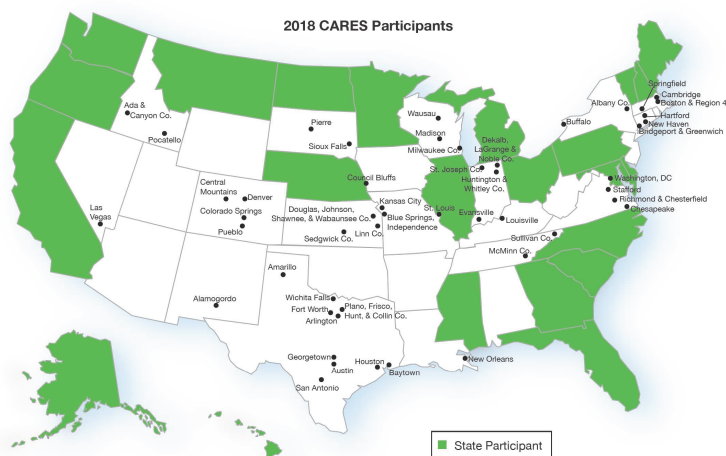 2018 CARES Participants
Springfield
Cambridge
Boston & Region 4
Albany Co.
Hartford
New Haven
Bridgeport & Greenwich
Buffalo
Ada &
Canyon Co.
Pocatello
Pierre
Sioux Falls
Wausau
Madison
Milwaukee Co.
Dekalb,
LaGrange &
Noble Co.
St. Joseph Co.
Huntington &
Whitley Co.
Washington, DC
Stafford
Richmond & Chesterfield
Chesapeake
Council Bluffs
Central
Mountains
Denver
Colorado Springs
Pueblo
Las
Vegas
Kansas City
Douglas, Johnson,
Shawnee, & Wabaunsee Co.
Blue Springs,
Independence
Linn Co.
Sedgwick Co.
St. Louis
Evansville
Louisville
Sullivan Co.
McMinn Co.
Amarillo
Alamogordo
Wichita Falls
Fort Worth
Arlington
Plano, Frisco,
Hunt, & Collin Co.
Georgetown
Austin
San Antonio
Houston
Baytown
New Orleans
State Participant